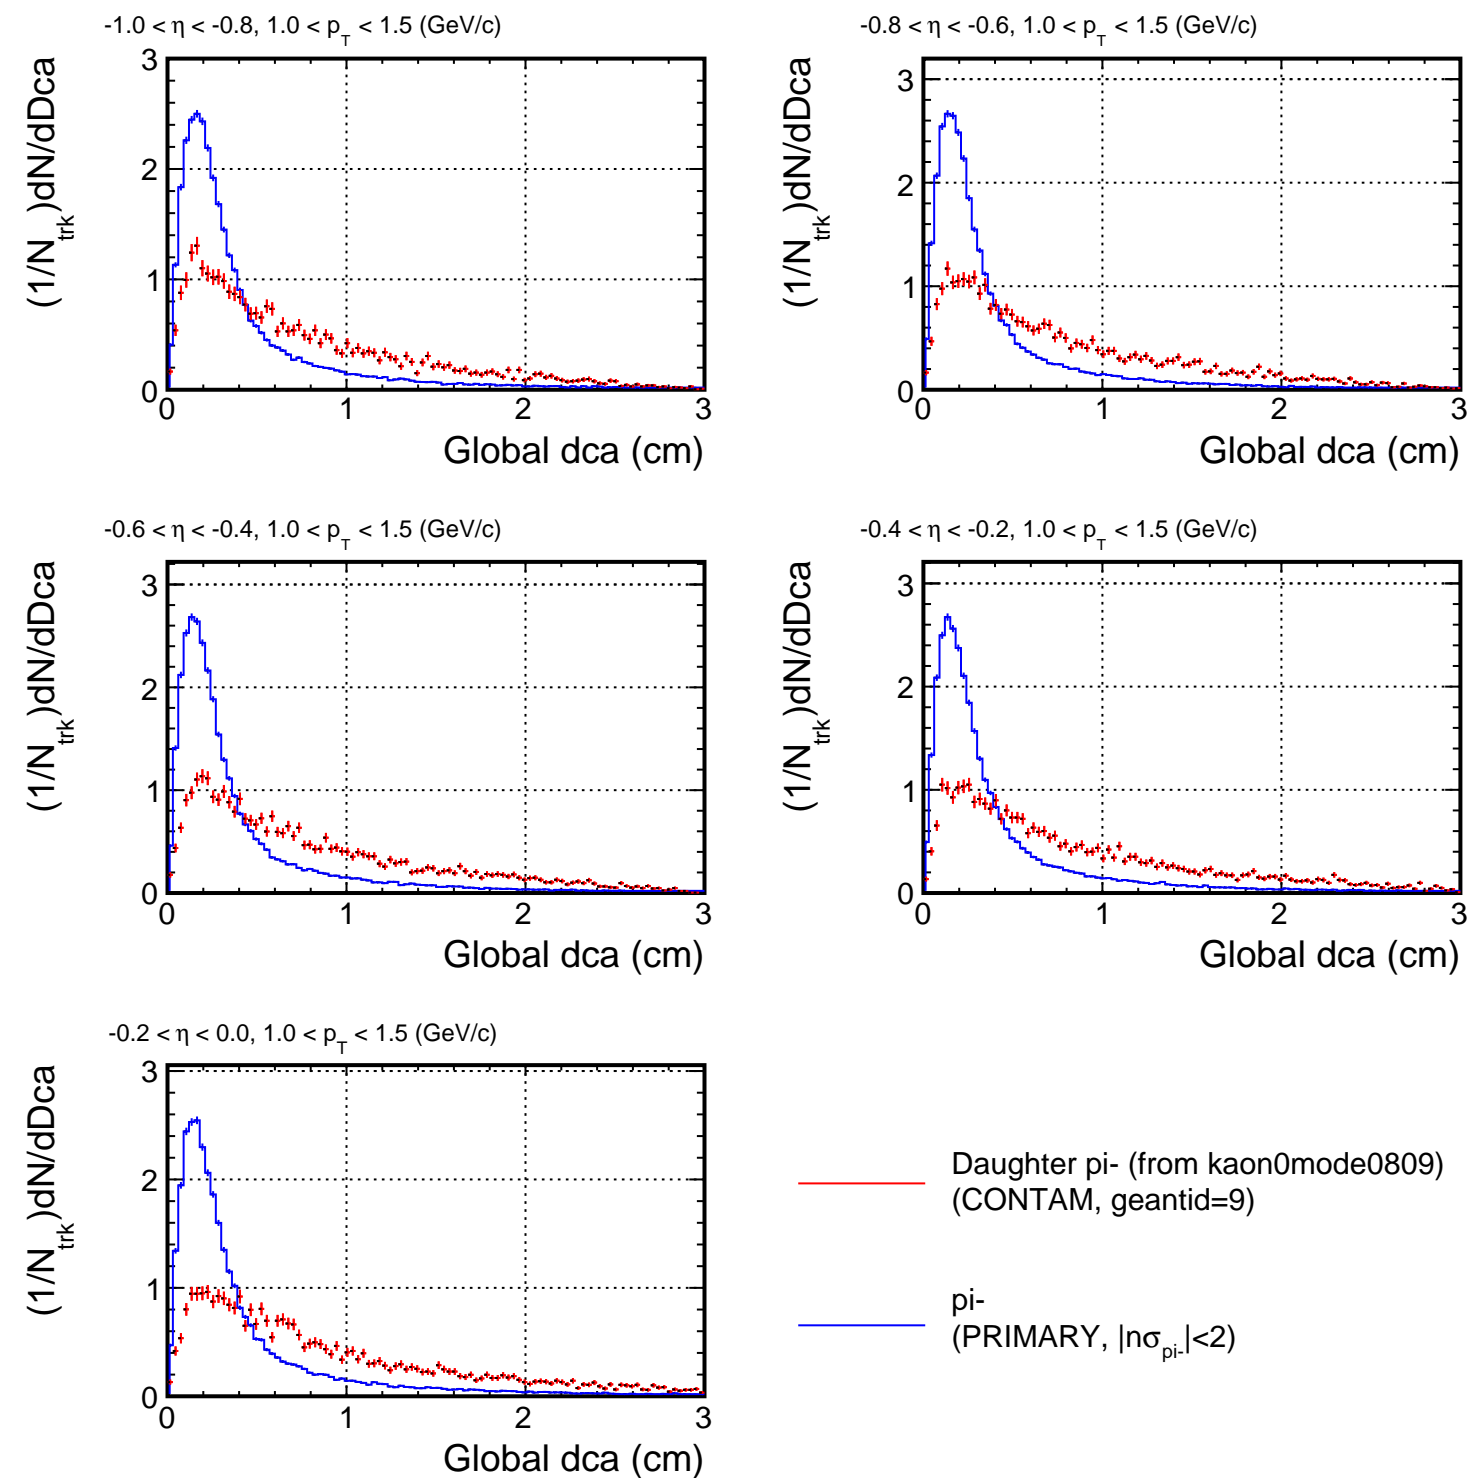 -1.0 < η < -0.8, 1.0 < p_T < 1.5 (GeV/c)
(1/N_trk)dN/dDca
3
2
1
0
0 1 2 3
Global dca (cm)
-0.8 < η < -0.6, 1.0 < p_T < 1.5 (GeV/c)
(1/N_trk)dN/dDca
3
2
1
0
0 1 2 3
Global dca (cm)
-0.6 < η < -0.4, 1.0 < p_T < 1.5 (GeV/c)
(1/N_trk)dN/dDca
3
2
1
0
0 1 2 3
Global dca (cm)
-0.4 < η < -0.2, 1.0 < p_T < 1.5 (GeV/c)
(1/N_trk)dN/dDca
3
2
1
0
0 1 2 3
Global dca (cm)
-0.2 < η < 0.0, 1.0 < p_T < 1.5 (GeV/c)
(1/N_trk)dN/dDca
3
2
1
0
0 1 2 3
Global dca (cm)
Daughter pi- (from kaon0mode0809)
(CONTAM, geantid=9)
pi-
(PRIMARY, |nσ_pi-|<2)